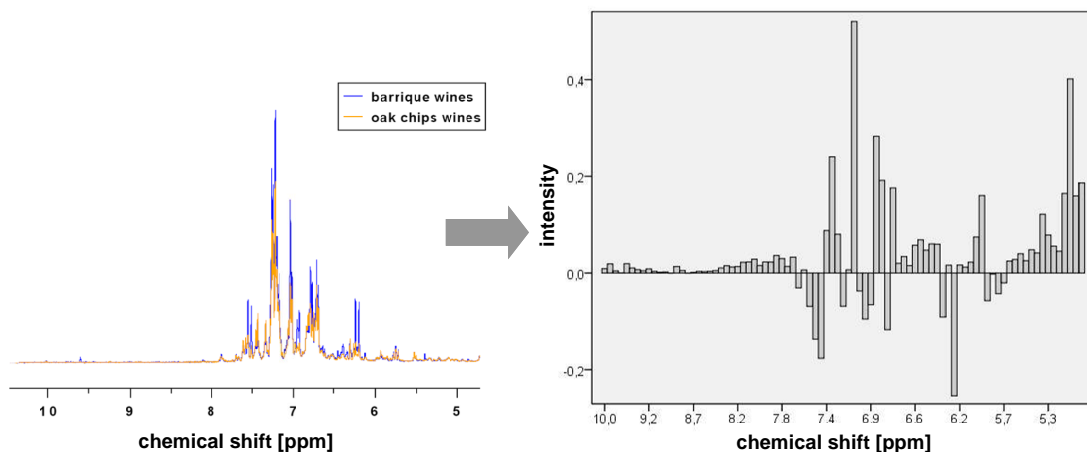 barrique wines
oak chips wines
10 9 8 7 6 5
chemical shift [ppm]
intensity
0,4
0,2
0,0
-0,2
10,0 9,2 8,7 8.2 7.8 7.4 6.9 6.6 6.2 5,7 5,3
chemical shift [ppm]